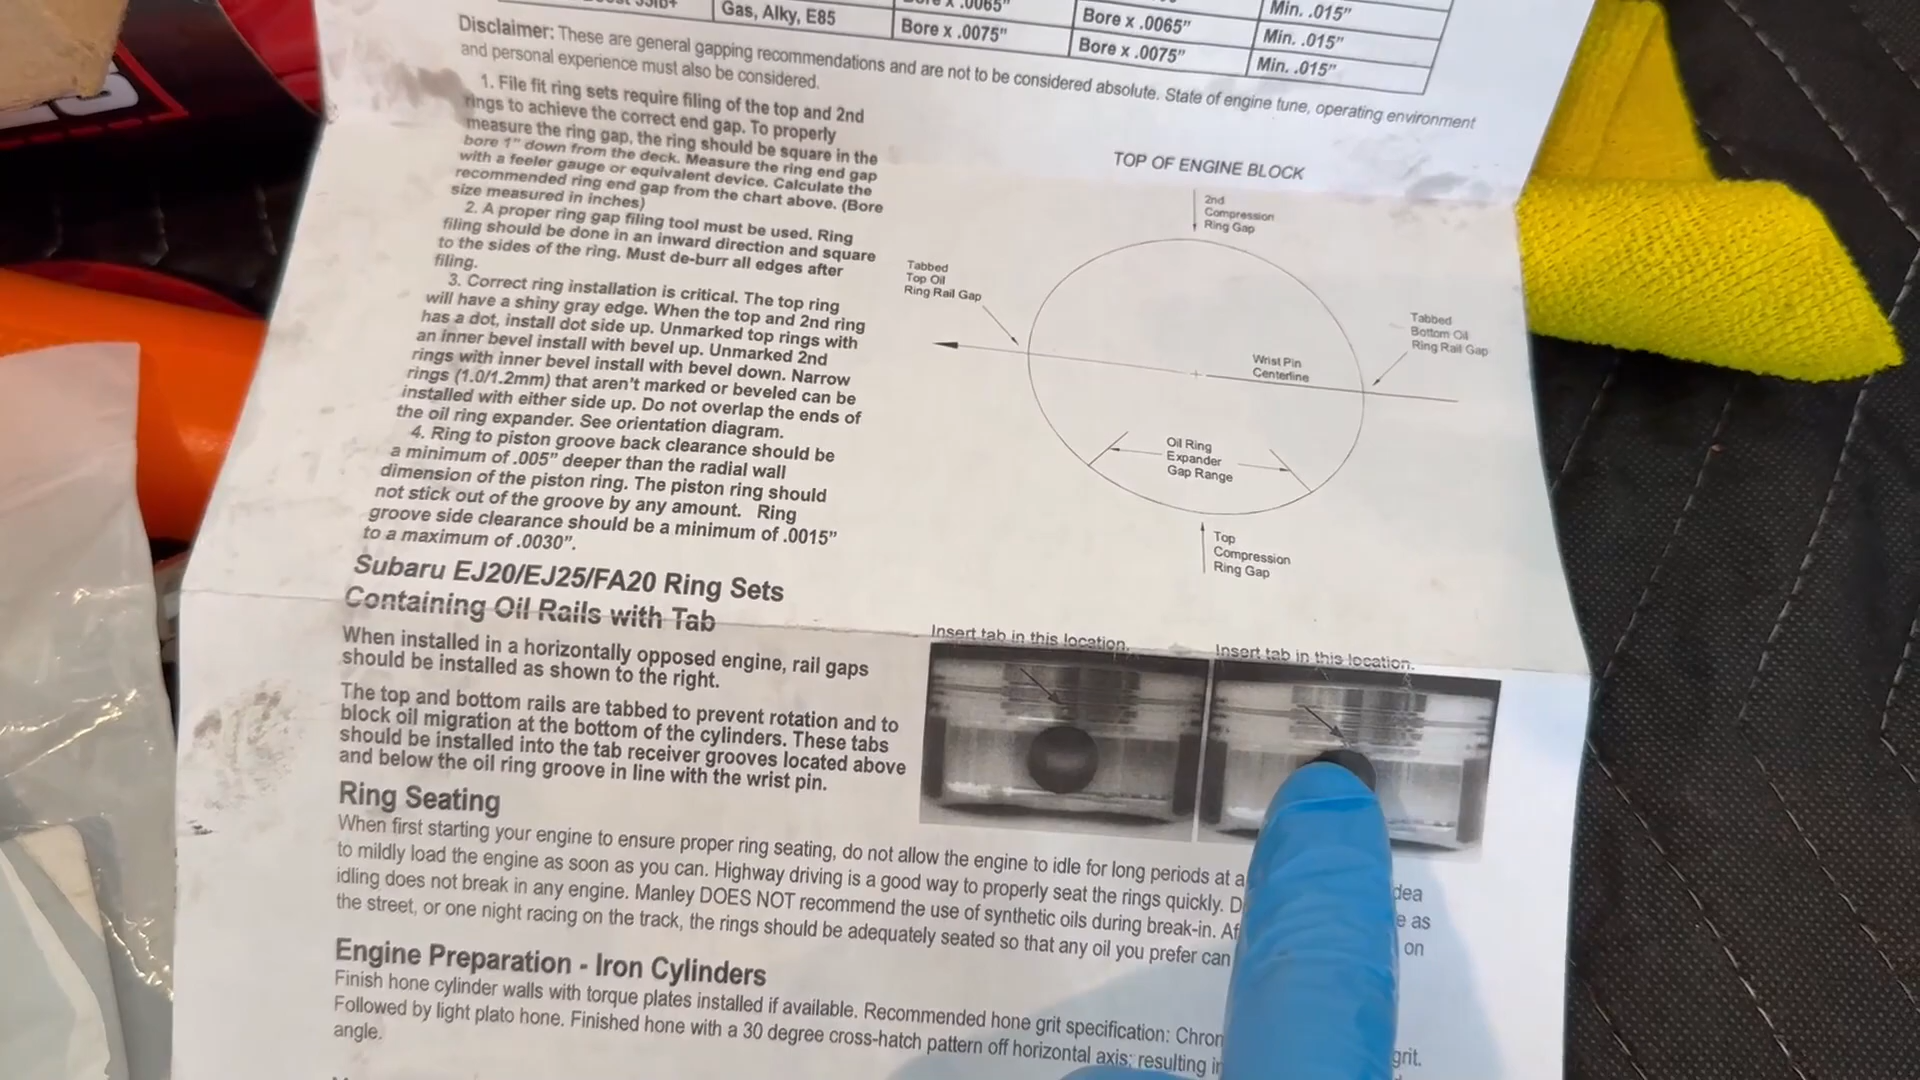 Gas, Alky, E85
Bore x .0075"
Bore x .0065"
Bore x .0075"
Min. .015"
Min. .015"
Min. .015"
Disclaimer: These are general gapping recommendations and are not to be considered absolute. State of engine tune, operating environment
and personal experience must also be considered.
1. File fit ring sets require filing of the top and 2nd
rings to achieve the correct end gap. To properly
measure the ring gap, the ring should be square in the
bore 1" down from the deck. Measure the ring end gap
with a feeler gauge or equivalent device. Calculate the
recommended ring end gap from the chart above. (Bore
size measured in inches)
2. A proper ring gap filing tool must be used. Ring
filing should be done in an inward direction and square
to the sides of the ring. Must de-burr all edges after
filing.
3. Correct ring installation is critical. The top ring
will have a shiny gray edge. When the top and 2nd ring
has a dot, install dot side up. Unmarked top rings with
an inner bevel install with bevel up. Unmarked 2nd
rings with inner bevel install with bevel down. Narrow
rings (1.0/1.2mm) that aren't marked or beveled can be
installed with either side up. Do not overlap the ends of
the oil ring expander. See orientation diagram.
4. Ring to piston groove back clearance should be
a minimum of .005" deeper than the radial wall
dimension of the piston ring. The piston ring should
not stick out of the groove by any amount. Ring
groove side clearance should be a minimum of .0015"
to a maximum of .0030".
TOP OF ENGINE BLOCK
2nd
Compression
Ring Gap
Tabbed
Top Oil
Ring Rail Gap
Tabbed
Bottom Oil
Ring Rail Gap
Wrist Pin
Centerline
Oil Ring
Expander
Gap Range
Top
Compression
Ring Gap
Subaru EJ20/EJ25/FA20 Ring Sets
Containing Oil Rails with Tab
When installed in a horizontally opposed engine, rail gaps
should be installed as shown to the right.
The top and bottom rails are tabbed to prevent rotation and to
block oil migration at the bottom of the cylinders. These tabs
should be installed into the tab receiver grooves located above
and below the oil ring groove in line with the wrist pin.
Insert tab in this location.
Insert tab in this location.
Ring Seating
When first starting your engine to ensure proper ring seating, do not allow the engine to idle for long periods at a dea
to mildly load the engine as soon as you can. Highway driving is a good way to properly seat the rings quickly. e as
idling does not break in any engine. Manley DOES NOT recommend the use of synthetic oils during break-in. on
the street, or one night racing on the track, the rings should be adequately seated so that any oil you prefer can
Engine Preparation - Iron Cylinders
Finish hone cylinder walls with torque plates installed if available. Recommended hone grit specification: grit.
Followed by light plato hone. Finished hone with a 30 degree cross-hatch pattern off horizontal axis; resulting
angle.